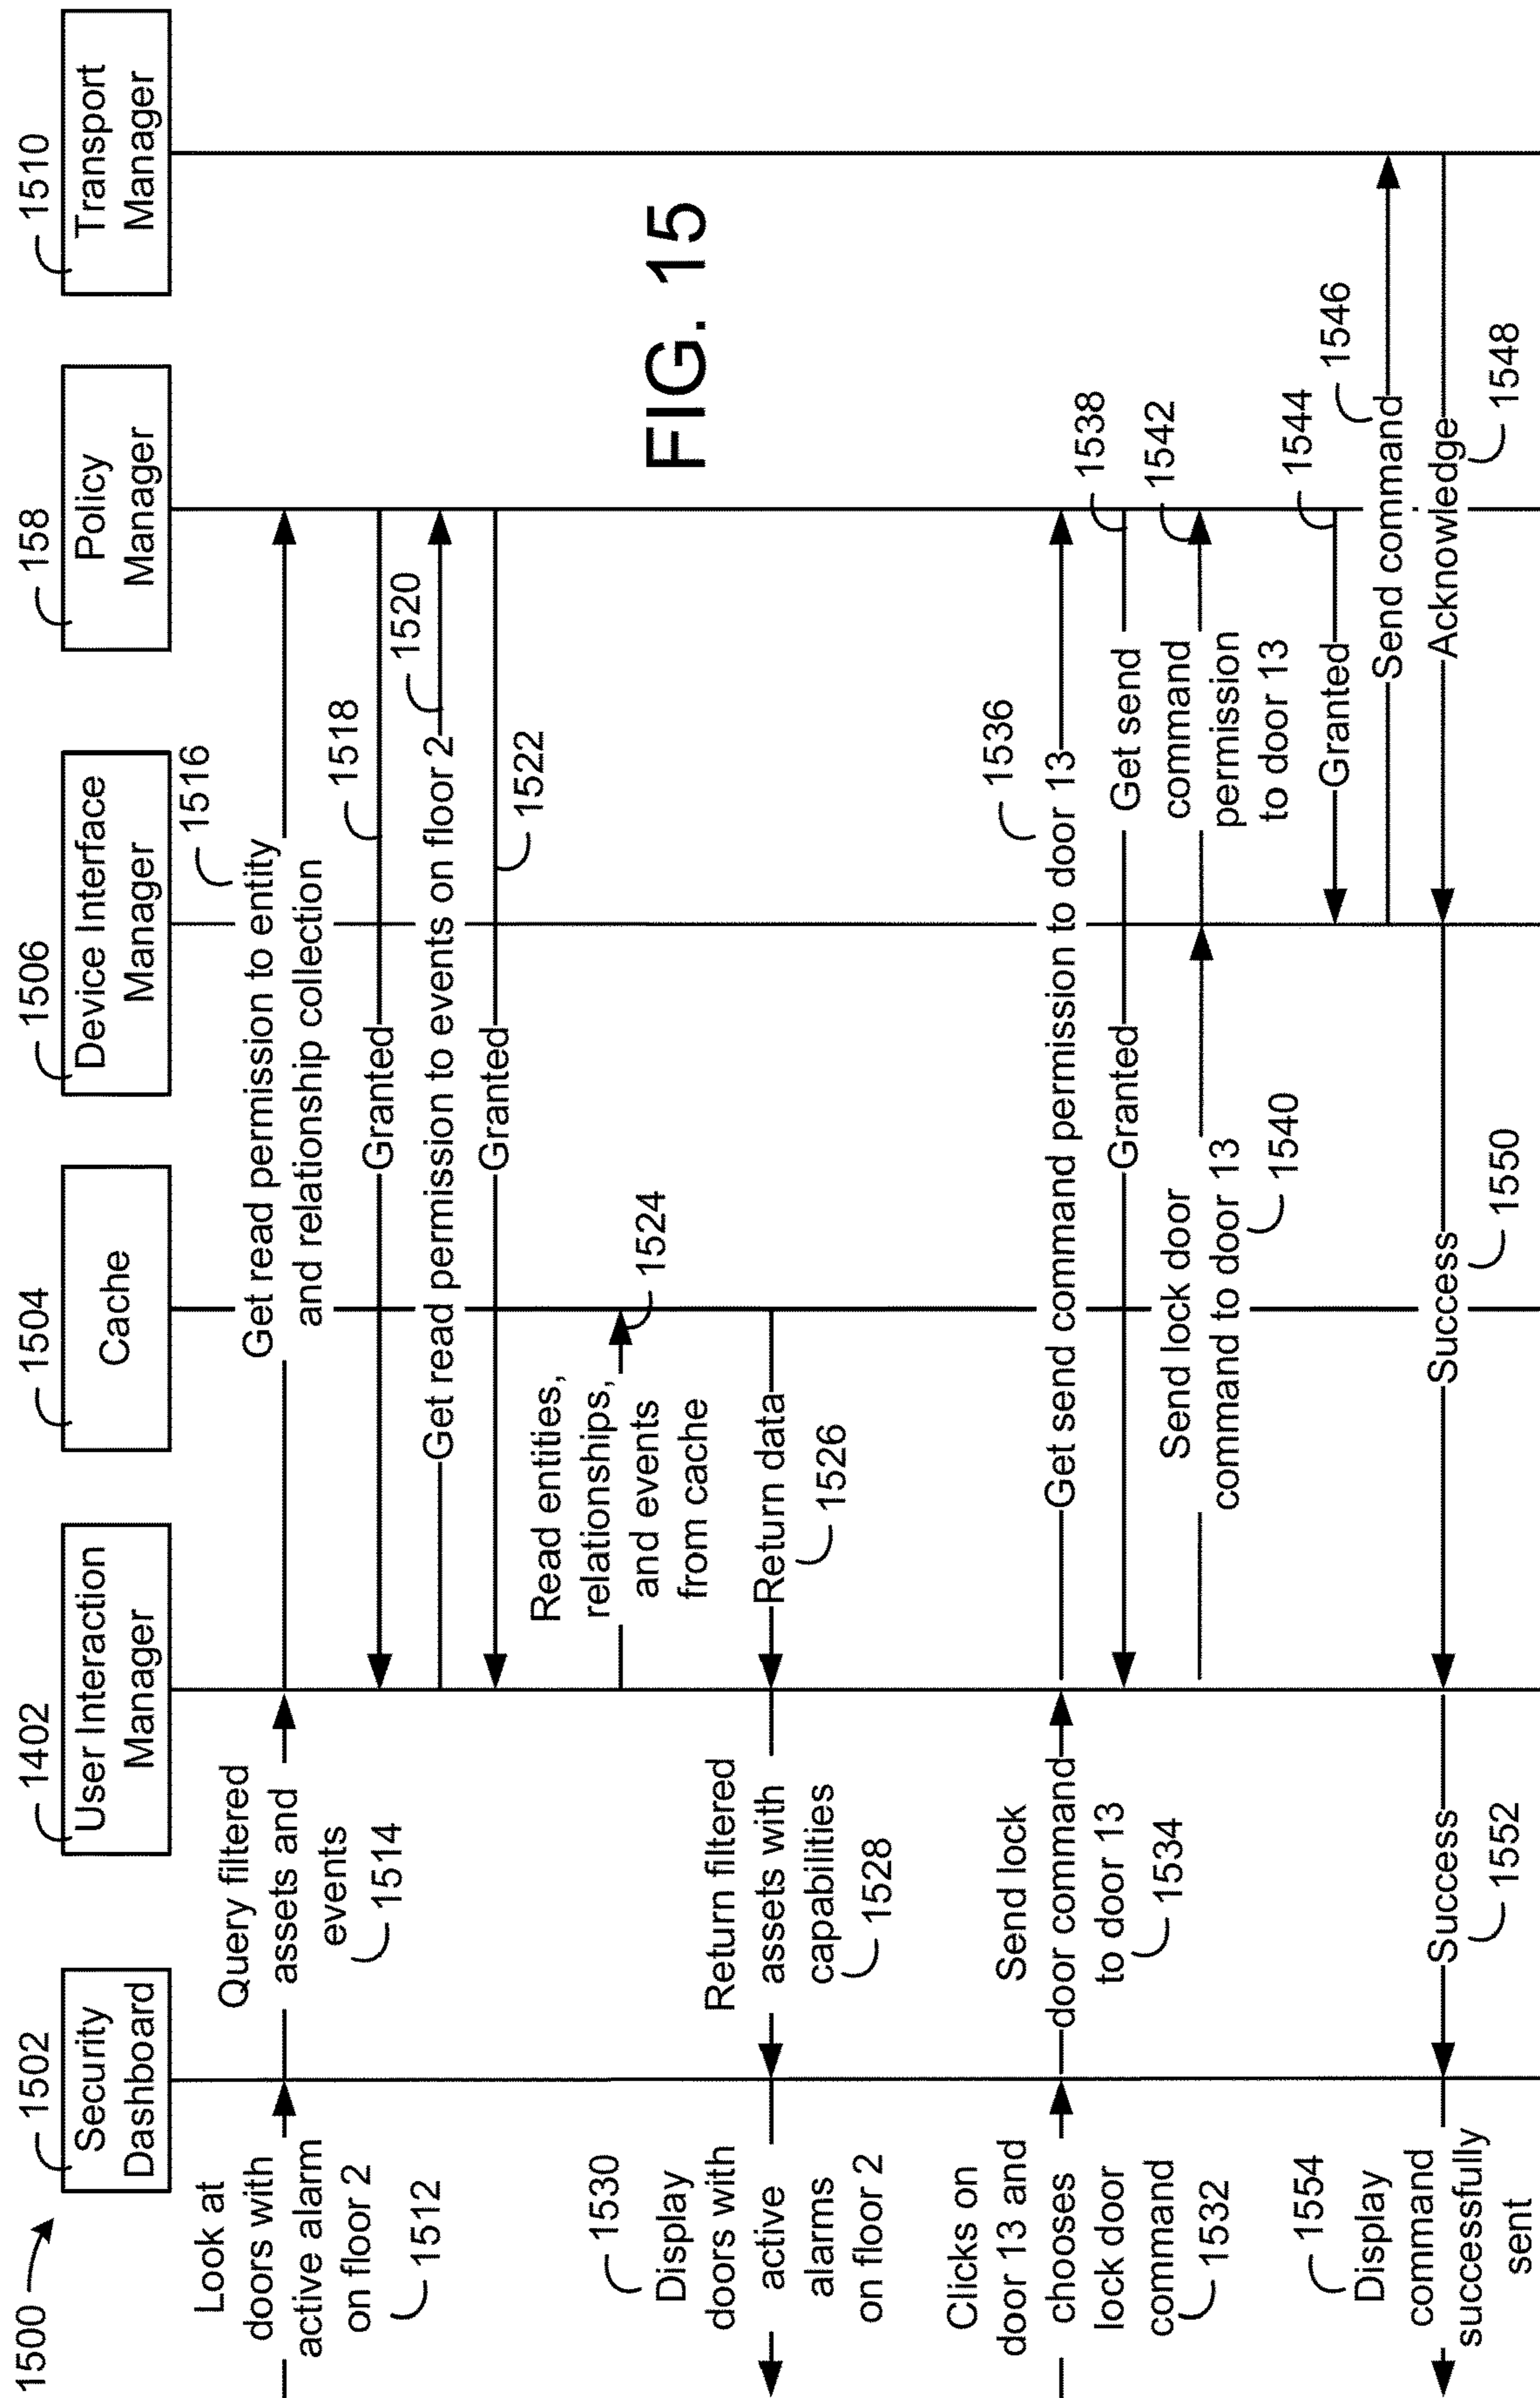 1500
1502
Security
Dashboard
1402
User Interaction
Manager
1504
Cache
1506
Device Interface
Manager
158
Policy
Manager
1510
Transport
Manager
Look at
doors with
active alarm
on floor 2
1512
Query filtered
assets and
events
1514
Get read permission to entity
and relationship collection
1516
Granted
1518
Get read permission to events on floor 2
1520
Granted
1522
Read entities,
relationships,
and events
from cache
1524
Return data
1526
Return filtered
assets with
capabilities
1528
1530
Display
doors with
active
alarms
on floor 2
FIG. 15
Clicks on
door 13 and
chooses
lock door
command
1532
Send lock
door command
to door 13
1534
Get send command permission to door 13
1536
Granted
1538
Send lock door
command to door 13
1540
Get send
command
permission
to door 13
1542
Granted
1544
Send command
1546
Acknowledge
1548
Success
1550
Success
1552
1554
Display
command
successfully
sent